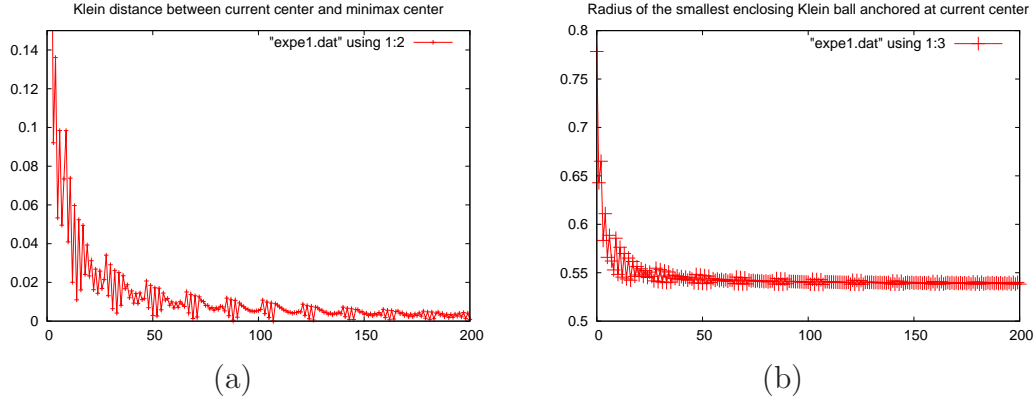 Klein distance between current center and minimax center
"expe1.dat" using 1:2
0.14
0.12
0.1
0.08
0.06
0.04
0.02
0
0 50 100 150 200
(a)
Radius of the smallest enclosing Klein ball anchored at current center
"expe1.dat" using 1:3
0.8
0.75
0.7
0.65
0.6
0.55
0.5
0 50 100 150 200
(b)